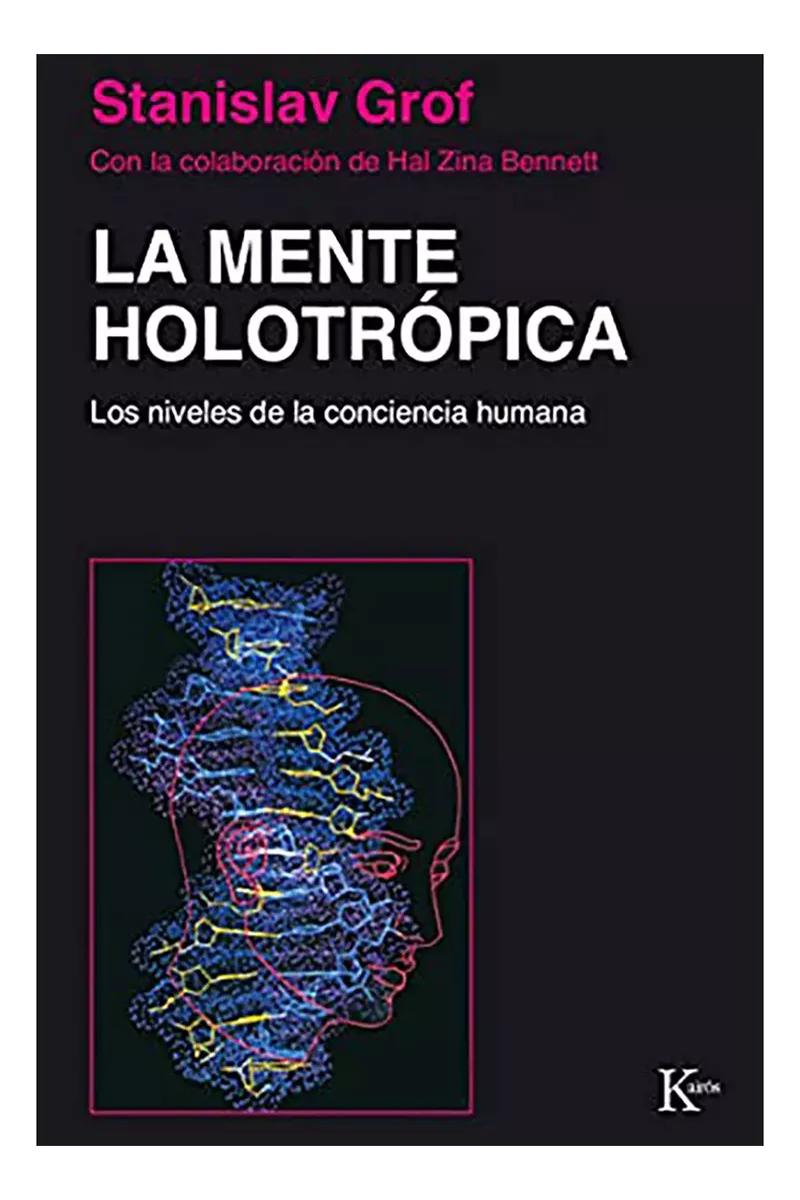 Stanislav Grof
Con la colaboración de Hal Zina Bennett
LA MENTE
HOLOTRÓPICA
Los niveles de la conciencia humana
Kairós